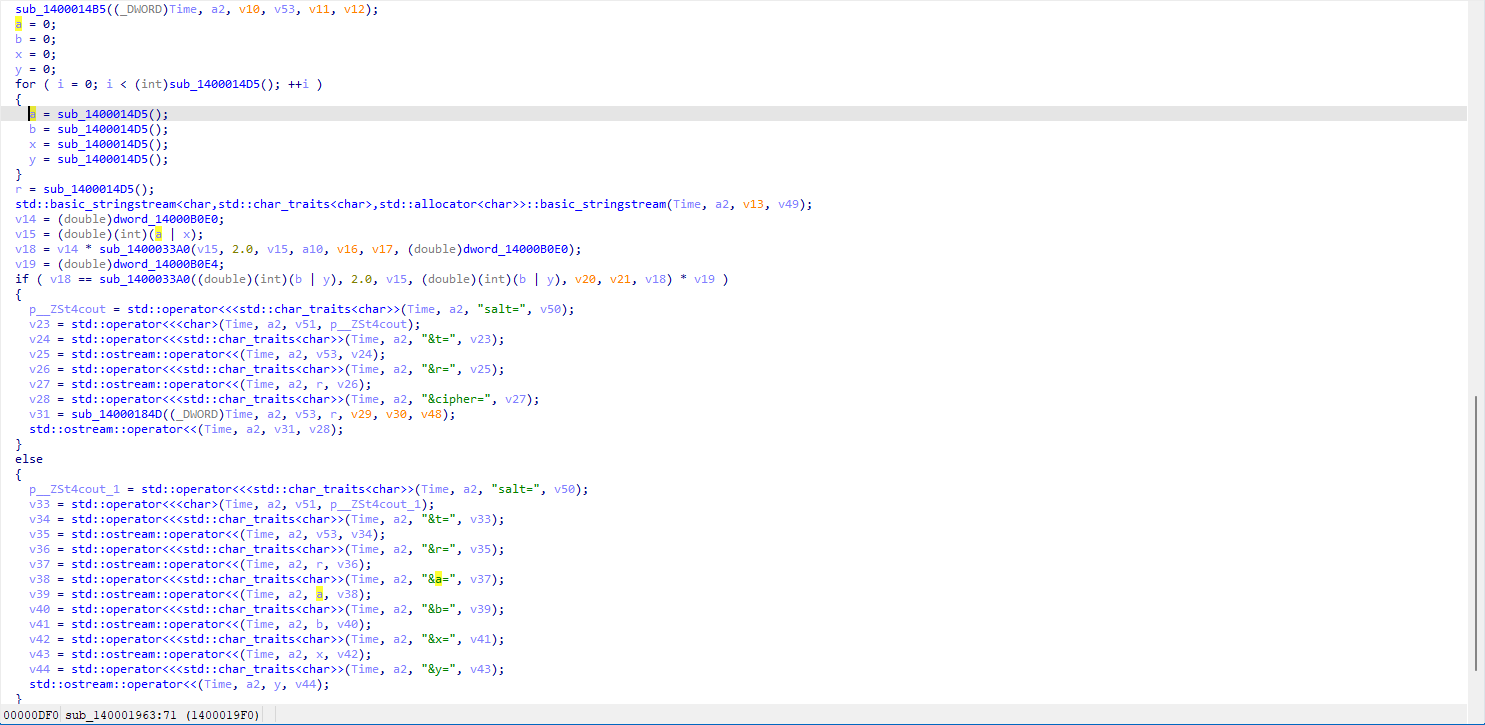 sub_1400014B5((_DWORD)Time, a2, v10, v53, v11, v12);
a = 0;
b = 0;
x = 0;
y = 0;
for ( i = 0; i < (int)sub_1400014D5(); ++i )
{
a = sub_1400014D5();
b = sub_1400014D5();
x = sub_1400014D5();
y = sub_1400014D5();
}
r = sub_1400014D5();
std::basic_stringstream<char,std::char_traits<char>,std::allocator<char>>::basic_stringstream(Time, a2, v13, v49);
v14 = (double)dword_14000B0E0;
v15 = (double)(int)(a | x);
v18 = v14 * sub_1400033A0(v15, 2.0, v15, a10, v16, v17, (double)dword_14000B0E0);
v19 = (double)dword_14000B0E4;
if ( v18 == sub_1400033A0((double)(int)(b | y), 2.0, v15, (double)(int)(b | y), v20, v21, v18) * v19 )
{
p__ZSt4cout = std::operator<<<std::char_traits<char>>(Time, a2, "salt=", v50);
v23 = std::operator<<<char>(Time, a2, v51, p__ZSt4cout);
v24 = std::operator<<<std::char_traits<char>>(Time, a2, "&t=", v23);
v25 = std::ostream::operator<<(Time, a2, v53, v24);
v26 = std::operator<<<std::char_traits<char>>(Time, a2, "&r=", v25);
v27 = std::ostream::operator<<(Time, a2, r, v26);
v28 = std::operator<<<std::char_traits<char>>(Time, a2, "&cipher=", v27);
v31 = sub_14000184D((_DWORD)Time, a2, v53, r, v29, v30, v48);
std::ostream::operator<<(Time, a2, v31, v28);
}
else
{
p__ZSt4cout_1 = std::operator<<<std::char_traits<char>>(Time, a2, "salt=", v50);
v33 = std::operator<<<char>(Time, a2, v51, p__ZSt4cout_1);
v34 = std::operator<<<std::char_traits<char>>(Time, a2, "&t=", v33);
v35 = std::ostream::operator<<(Time, a2, v53, v34);
v36 = std::operator<<<std::char_traits<char>>(Time, a2, "&r=", v35);
v37 = std::ostream::operator<<(Time, a2, r, v36);
v38 = std::operator<<<std::char_traits<char>>(Time, a2, "&a=", v37);
v39 = std::ostream::operator<<(Time, a2, a, v38);
v40 = std::operator<<<std::char_traits<char>>(Time, a2, "&b=", v39);
v41 = std::ostream::operator<<(Time, a2, b, v40);
v42 = std::operator<<<std::char_traits<char>>(Time, a2, "&x=", v41);
v43 = std::ostream::operator<<(Time, a2, x, v42);
v44 = std::operator<<<std::char_traits<char>>(Time, a2, "&y=", v43);
std::ostream::operator<<(Time, a2, y, v44);
}
00000DF0 sub_140001963:71 (1400019F0)